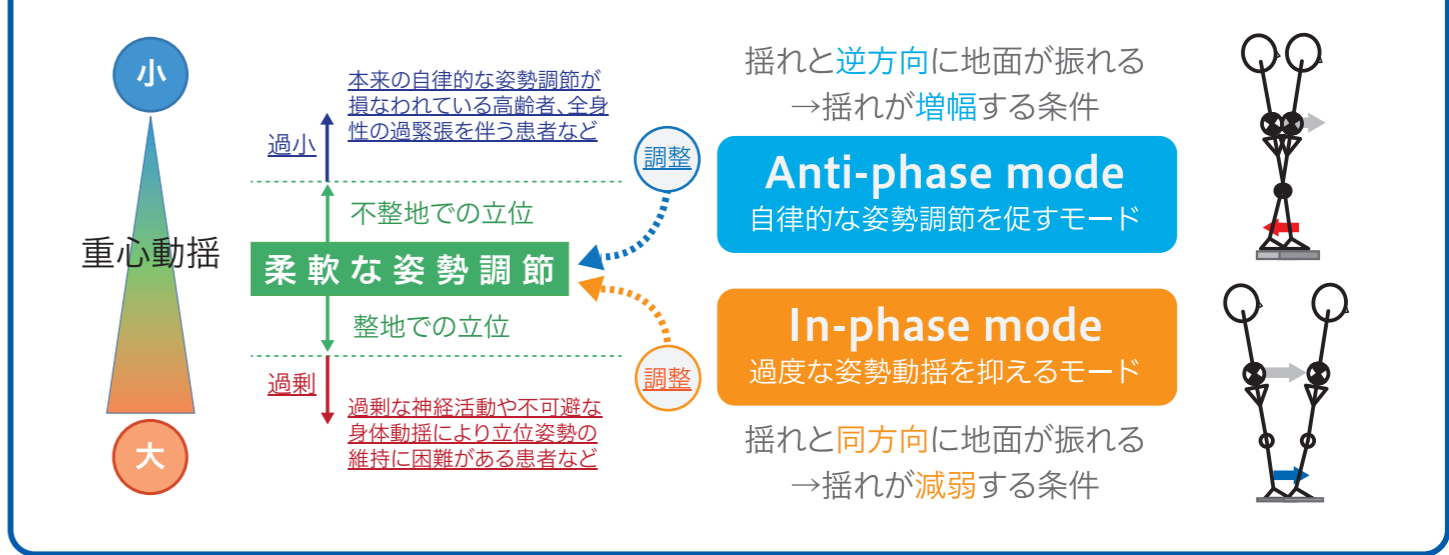 小
重心動揺
大
本来の自律的な姿勢調節が
損なわれている高齢者、全身
性の過緊張を伴う患者など
過小
不整地での立位
柔軟な姿勢調節
整地での立位
過剰
過剰な神経活動や不可避な
身体動揺により立位姿勢の
維持に困難がある患者など
調整
調整
揺れと逆方向に地面が振れる
→揺れが増幅する条件
Anti-phase mode
自律的な姿勢調節を促すモード
In-phase mode
過度な姿勢動揺を抑えるモード
揺れと同方向に地面が振れる
→揺れが減弱する条件